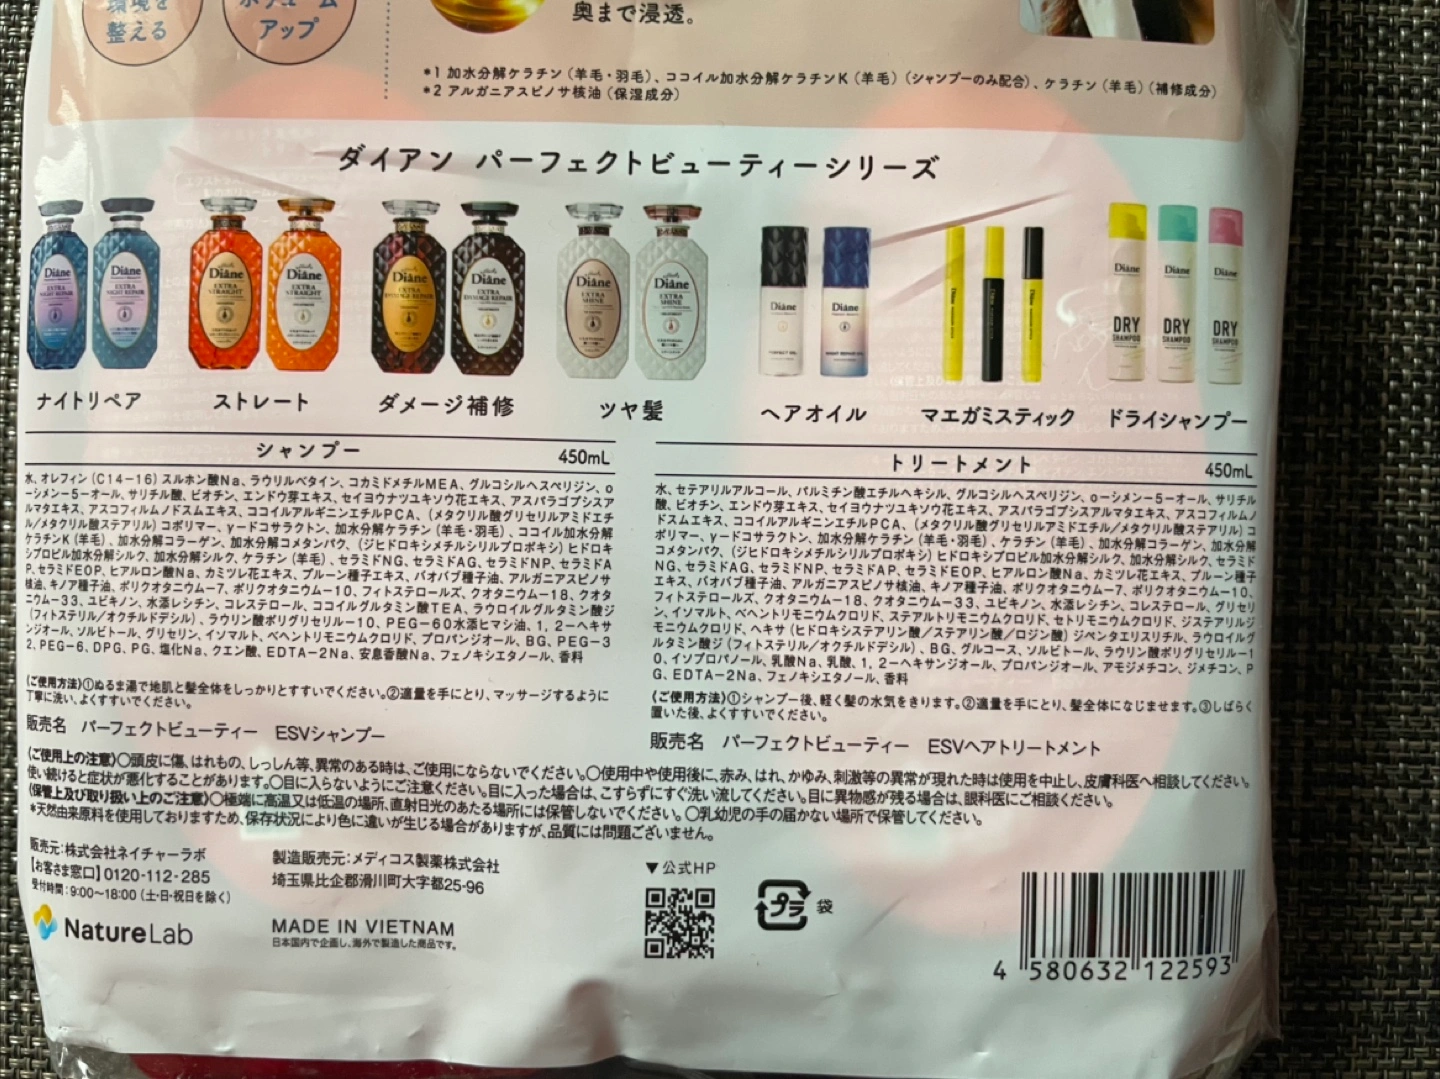 環境を
整える
ボリューム
アップ
奥まで浸透。
*1 加水分解ケラチン（羊毛・羽毛）、ココイル加水分解ケラチンK（羊毛）（シャンプーのみ配合）、ケラチン（羊毛）（補修成分）
*2 アルガニアスピノサ核油（保湿成分）
ダイアン パーフェクトビューティーシリーズ
Diâne EXTRA NIGHT REPAIR
Diâne EXTRA NIGHT REPAIR
Diâne EXTRA STRAIGHT
Diâne EXTRA STRAIGHT
Diâne EXTRA DAMAGE REPAIR
Diâne EXTRA DAMAGE REPAIR
Diâne EXTRA SHINE
Diâne EXTRA SHINE
Diâne
Diâne
Diâne DRY SHAMPOO
Diâne DRY SHAMPOO
Diâne DRY SHAMPOO
ナイトリペア
ストレート
ダメージ補修
ツヤ髪
ヘアオイル
マエガミスティック
ドライシャンプー
シャンプー 450mL
水、オレフィン（C14－16）スルホン酸Na、ラウリルベタイン、コカミドメチルMEA、グルコシルヘスペリジン、o
－シメン－5－オール、サリチル酸、ビオチン、エンドウ芽エキス、セイヨウナツユキソウ花エキス、アスパラゴプシスア
ルマタエキス、アスコフィルムノドスムエキス、ココイルアルギニンエチルPCA、（メタクリル酸グリセリルアミドエチ
ル/メタクリル酸ステアリル）コポリマー、γ－ドコサラクトン、加水分解ケラチン（羊毛・羽毛）、ココイル加水分解
ケラチンK（羊毛）、加水分解コラーゲン、加水分解コメタンパク、（ジヒドロキシメチルシリルプロポキシ）ヒドロキ
シプロピル加水分解シルク、加水分解シルク、ケラチン（羊毛）、セラミドNG、セラミドAG、セラミドNP、セラミドA
P、セラミドEOP、ヒアルロン酸Na、カミツレ花エキス、プルーン種子エキス、バオバブ種子油、アルガニアスピノサ
核油、キノア種子油、ポリクオタニウム－7、ポリクオタニウム－10、フィトステロールズ、クオタニウム－18、クオタ
ニウム－33、ユビキノン、水添レシチン、コレステロール、ココイルグルタミン酸TEA、ラウロイルグルタミン酸ジ
（フィトステリル/オクチルドデシル）、ラウリン酸ポリグリセリル－10、PEG－60水添ヒマシ油、1，2－ヘキサ
ンジオール、ソルビトール、グリセリン、イソマルト、ベヘントリモニウムクロリド、プロパンジオール、BG、PEG－3
2、PEG－6、DPG、PG、塩化Na、クエン酸、EDTA－2Na、安息香酸Na、フェノキシエタノール、香料
〈ご使用方法〉①ぬるま湯で地肌と髪全体をしっかりとすすいでください。②適量を手にとり、マッサージするように
丁寧に洗い、よくすすいでください。
販売名 パーフェクトビューティー ESVシャンプー
トリートメント 450mL
水、セテアリルアルコール、パルミチン酸エチルヘキシル、グルコシルヘスペリジン、o－シメン－5－オール、サリチル
酸、ビオチン、エンドウ芽エキス、セイヨウナツユキソウ花エキス、アスパラゴプシスアルマタエキス、アスコフィルムノ
ドスムエキス、ココイルアルギニンエチルPCA、（メタクリル酸グリセリルアミドエチル/メタクリル酸ステアリル）コ
ポリマー、γ－ドコサラクトン、加水分解ケラチン（羊毛・羽毛）、ケラチン（羊毛）、加水分解コラーゲン、加水分解
コメタンパク、（ジヒドロキシメチルシリルプロポキシ）ヒドロキシプロピル加水分解シルク、加水分解シルク、セラミド
NG、セラミドAG、セラミドNP、セラミドAP、セラミドEOP、ヒアルロン酸Na、カミツレ花エキス、プルーン種子
エキス、バオバブ種子油、アルガニアスピノサ核油、キノア種子油、ポリクオタニウム－7、ポリクオタニウム－10、
フィトステロールズ、クオタニウム－18、クオタニウム－33、ユビキノン、水添レシチン、コレステロール、グリセリ
ン、イソマルト、ベヘントリモニウムクロリド、ステアルトリモニウムクロリド、セトリモニウムクロリド、ジステアリルジ
モニウムクロリド、ヘキサ（ヒドロキシステアリン酸/ステアリン酸/ロジン酸）ジペンタエリスリチル、ラウロイルグ
ルタミン酸ジ（フィトステリル/オクチルドデシル）、BG、グルコース、ソルビトール、ラウリン酸ポリグリセリル－1
0、イソプロパノール、乳酸Na、乳酸、1，2－ヘキサンジオール、プロパンジオール、アモジメチコン、ジメチコン、P
G、EDTA－2Na、フェノキシエタノール、香料
〈ご使用方法〉①シャンプー後、軽く髪の水気をきります。②適量を手にとり、髪全体になじませます。③しばらく
置いた後、よくすすいでください。
販売名 パーフェクトビューティー ESVヘアトリートメント
〈ご使用上の注意〉○頭皮に傷、はれもの、しっしん等、異常のある時は、ご使用にならないでください。○使用中や使用後に、赤み、はれ、かゆみ、刺激等の異常が現れた時は使用を中止し、皮膚科医へ相談してください。
使い続けると症状が悪化することがあります。○目に入らないようにご注意ください。目に入った場合は、こすらずにすぐ洗い流してください。目に異物感が残る場合は、眼科医にご相談ください。
〈保管上及び取り扱い上のご注意〉○極端に高温又は低温の場所、直射日光のあたる場所には保管しないでください。○乳幼児の手の届かない場所で保管してください。
*天然由来原料を使用しておりますため、保存状況により色に違いが生じる場合がありますが、品質には問題ございません。
販売元：株式会社ネイチャーラボ
【お客さま窓口】0120-112-285
受付時間：9:00〜18:00（土・日・祝日を除く）
NatureLab
製造販売元：メディコス製薬株式会社
埼玉県比企郡滑川町大字都25-96
MADE IN VIETNAM
日本国内で企画し、海外で製造した商品です。
▼公式HP
プラ 袋
4 580632 122593